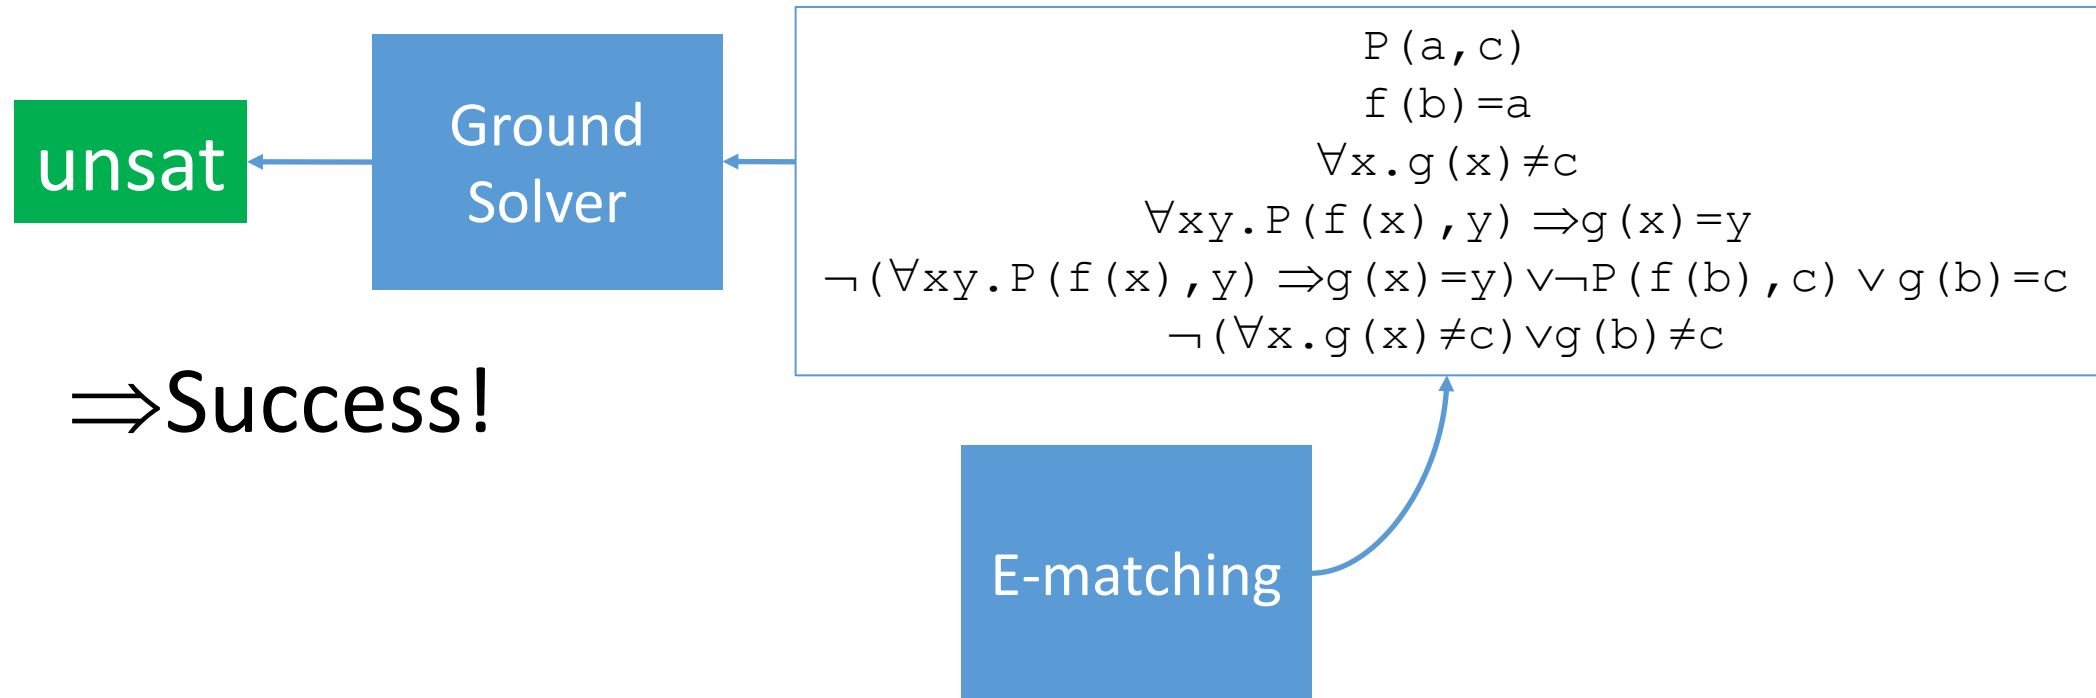 unsat
Ground
Solver
P(a,c)
f(b)=a
∀x.g(x)≠c
∀xy.P(f(x),y)⇒g(x)=y
¬(∀xy.P(f(x),y)⇒g(x)=y)∨¬P(f(b),c)∨g(b)=c
¬(∀x.g(x)≠c)∨g(b)≠c
⇒Success!
E-matching